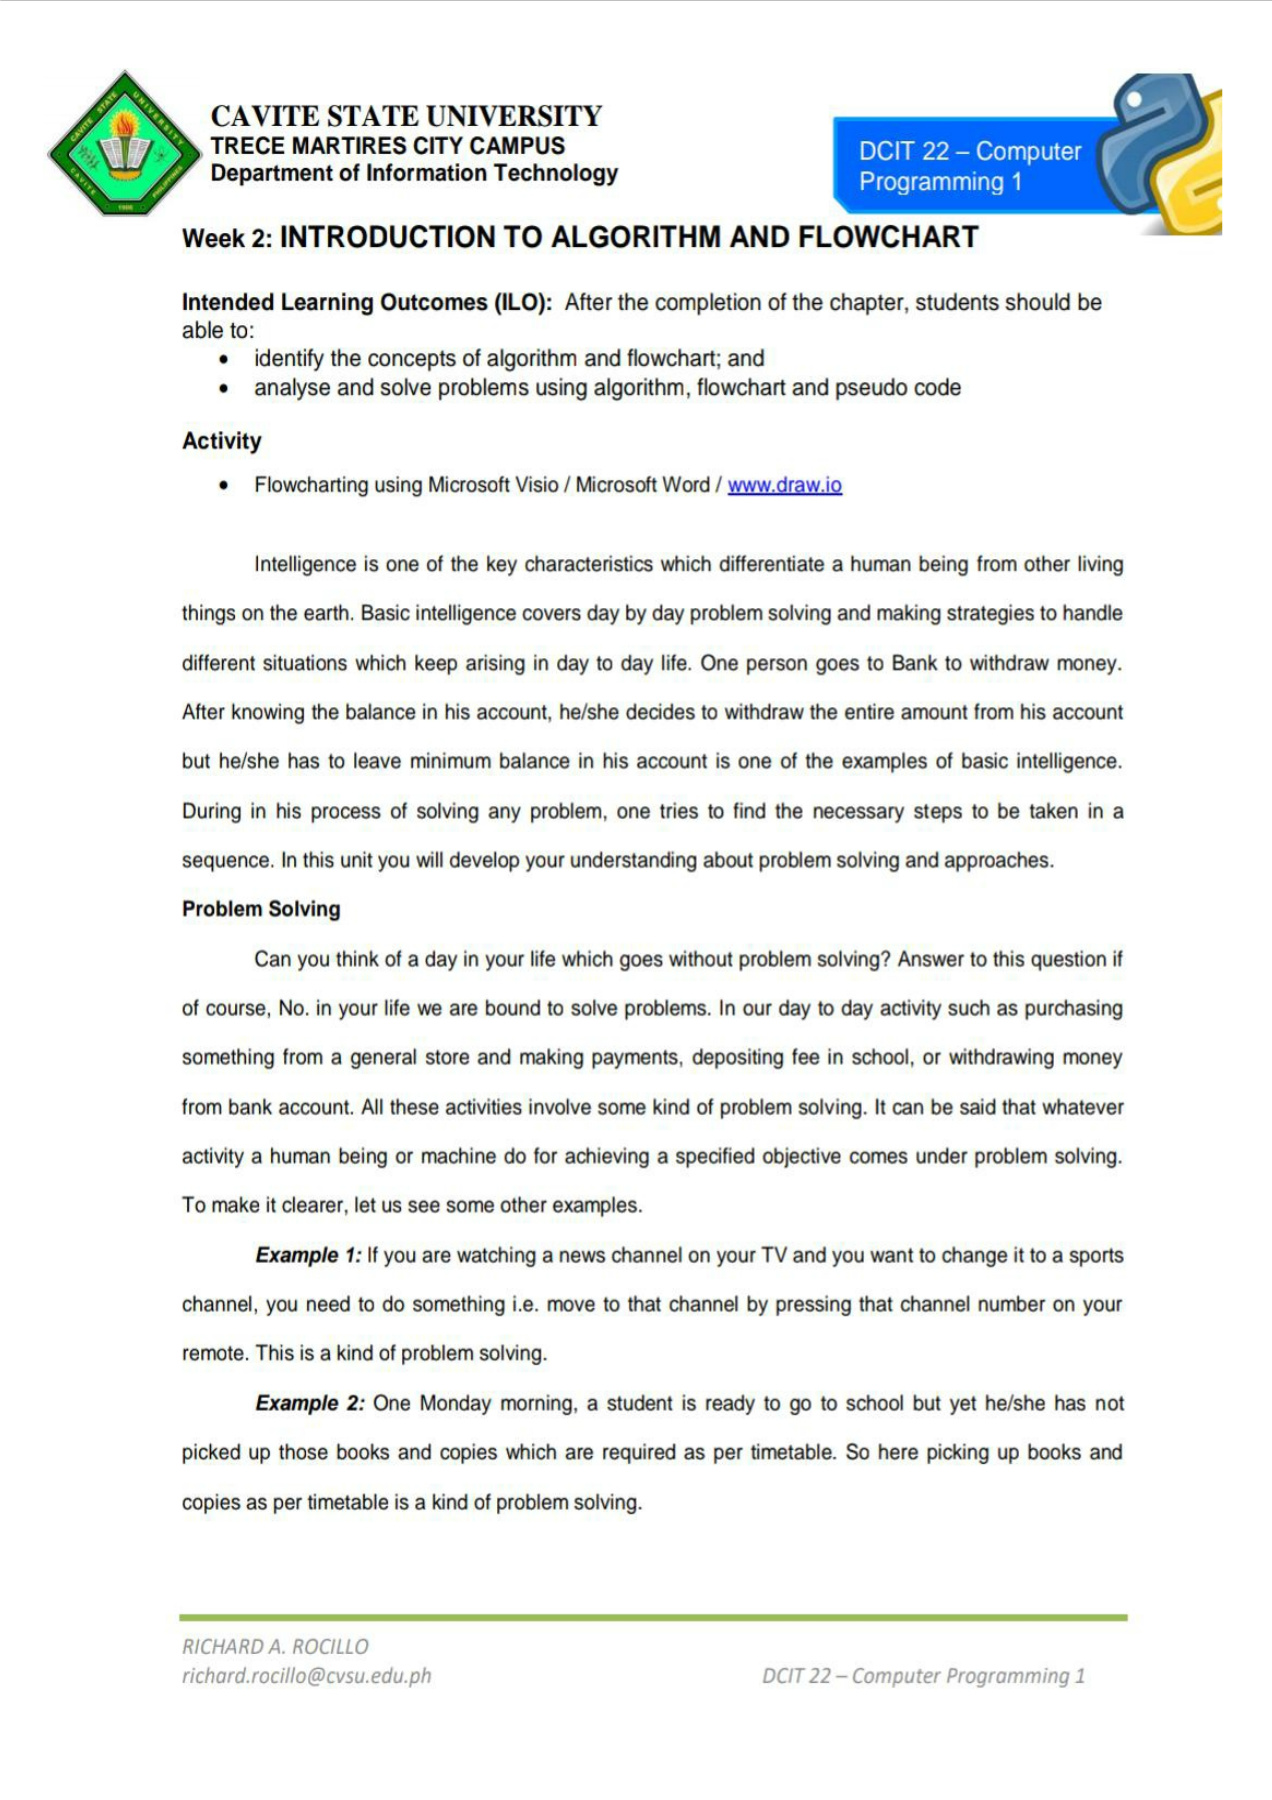 CAVITE STATE UNIVERSITY
TRECE MARTIRES CITY CAMPUS
Department of Information Technology
DCIT 22 – Computer
Programming 1
CAVITE STATE UNIVERSITY
CAVITE PHILIPPINES
1906
Week 2: INTRODUCTION TO ALGORITHM AND FLOWCHART
Intended Learning Outcomes (ILO): After the completion of the chapter, students should be
able to:
• identify the concepts of algorithm and flowchart; and
• analyse and solve problems using algorithm, flowchart and pseudo code
Activity
• Flowcharting using Microsoft Visio / Microsoft Word / www.draw.io
Intelligence is one of the key characteristics which differentiate a human being from other living
things on the earth. Basic intelligence covers day by day problem solving and making strategies to handle
different situations which keep arising in day to day life. One person goes to Bank to withdraw money.
After knowing the balance in his account, he/she decides to withdraw the entire amount from his account
but he/she has to leave minimum balance in his account is one of the examples of basic intelligence.
During in his process of solving any problem, one tries to find the necessary steps to be taken in a
sequence. In this unit you will develop your understanding about problem solving and approaches.
Problem Solving
Can you think of a day in your life which goes without problem solving? Answer to this question if
of course, No. in your life we are bound to solve problems. In our day to day activity such as purchasing
something from a general store and making payments, depositing fee in school, or withdrawing money
from bank account. All these activities involve some kind of problem solving. It can be said that whatever
activity a human being or machine do for achieving a specified objective comes under problem solving.
To make it clearer, let us see some other examples.
Example 1: If you are watching a news channel on your TV and you want to change it to a sports
channel, you need to do something i.e. move to that channel by pressing that channel number on your
remote. This is a kind of problem solving.
Example 2: One Monday morning, a student is ready to go to school but yet he/she has not
picked up those books and copies which are required as per timetable. So here picking up books and
copies as per timetable is a kind of problem solving.
RICHARD A. ROCILLO
richard.rocillo@cvsu.edu.ph
DCIT 22 – Computer Programming 1